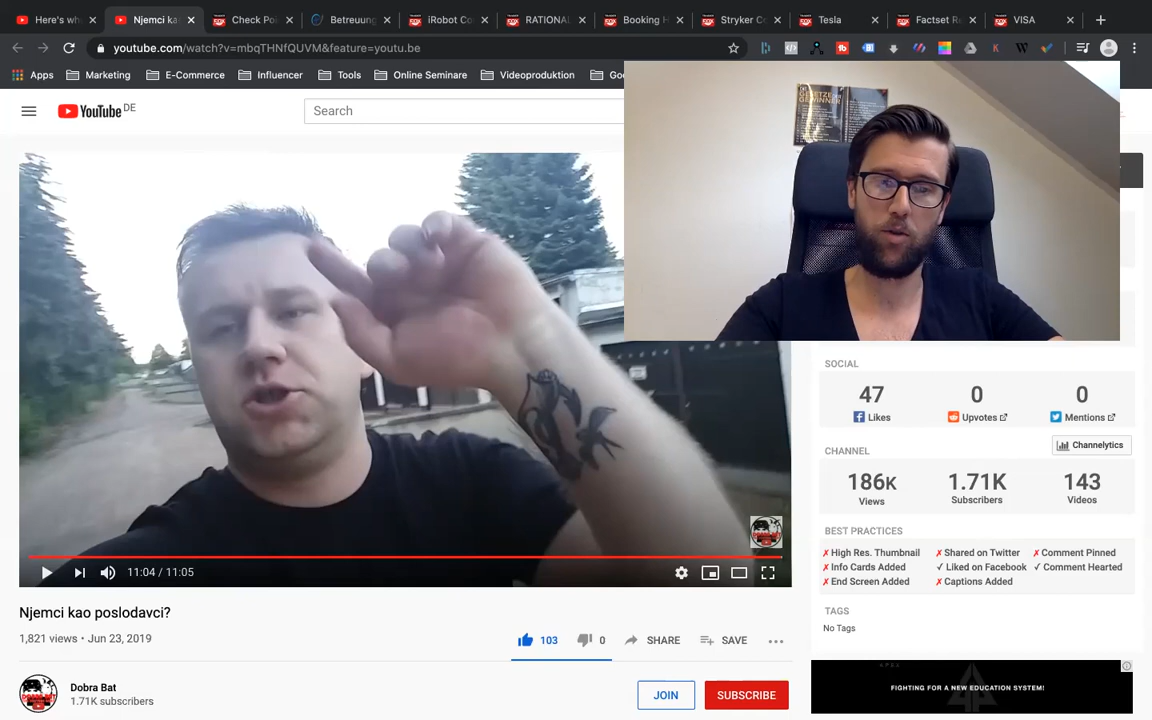 Here's wh
Njemci ka
Check Poi
Betreuung
iRobot Co
RATIONAL
Booking H
Stryker C
Tesla
Factset R
VISA
youtube.com/watch?v=mbqTHNfQUVM&feature=youtu.be
Apps Marketing E-Commerce Influencer Tools Online Seminare Videoproduktion Go
YouTube DE
Search
GESETZE DER
GEWINNER
SOCIAL
47 0 0
Likes Upvotes Mentions
CHANNEL Channelytics
186K 1.71K 143
Views Subscribers Videos
BEST PRACTICES
✗ High Res. Thumbnail ✗ Shared on Twitter ✗ Comment Pinned
✗ Info Cards Added ✓ Liked on Facebook ✓ Comment Hearted
✗ End Screen Added ✗ Captions Added
TAGS
No Tags
11:04 / 11:05
Njemci kao poslodavci?
1,821 views • Jun 23, 2019
103 0 SHARE SAVE
Dobra Bat
1.71K subscribers
JOIN SUBSCRIBE
FIGHTING FOR A NEW EDUCATION SYSTEM!